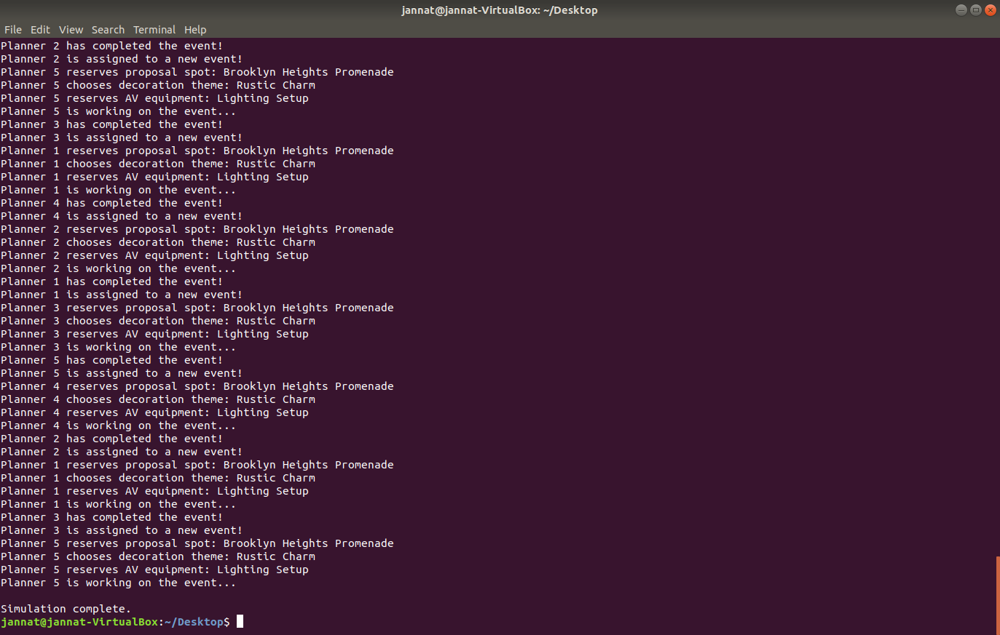 jannat@jannat-VirtualBox: ~/Desktop
File Edit View Search Terminal Help
Planner 2 has completed the event!
Planner 2 is assigned to a new event!
Planner 5 reserves proposal spot: Brooklyn Heights Promenade
Planner 5 chooses decoration theme: Rustic Charm
Planner 5 reserves AV equipment: Lighting Setup
Planner 5 is working on the event...
Planner 3 has completed the event!
Planner 3 is assigned to a new event!
Planner 1 reserves proposal spot: Brooklyn Heights Promenade
Planner 1 chooses decoration theme: Rustic Charm
Planner 1 reserves AV equipment: Lighting Setup
Planner 1 is working on the event...
Planner 4 has completed the event!
Planner 4 is assigned to a new event!
Planner 2 reserves proposal spot: Brooklyn Heights Promenade
Planner 2 chooses decoration theme: Rustic Charm
Planner 2 reserves AV equipment: Lighting Setup
Planner 2 is working on the event...
Planner 1 has completed the event!
Planner 1 is assigned to a new event!
Planner 3 reserves proposal spot: Brooklyn Heights Promenade
Planner 3 chooses decoration theme: Rustic Charm
Planner 3 reserves AV equipment: Lighting Setup
Planner 3 is working on the event...
Planner 5 has completed the event!
Planner 5 is assigned to a new event!
Planner 4 reserves proposal spot: Brooklyn Heights Promenade
Planner 4 chooses decoration theme: Rustic Charm
Planner 4 reserves AV equipment: Lighting Setup
Planner 4 is working on the event...
Planner 2 has completed the event!
Planner 2 is assigned to a new event!
Planner 1 reserves proposal spot: Brooklyn Heights Promenade
Planner 1 chooses decoration theme: Rustic Charm
Planner 1 reserves AV equipment: Lighting Setup
Planner 1 is working on the event...
Planner 3 has completed the event!
Planner 3 is assigned to a new event!
Planner 5 reserves proposal spot: Brooklyn Heights Promenade
Planner 5 chooses decoration theme: Rustic Charm
Planner 5 reserves AV equipment: Lighting Setup
Planner 5 is working on the event...
Simulation complete.
jannat@jannat-VirtualBox:~/Desktop$